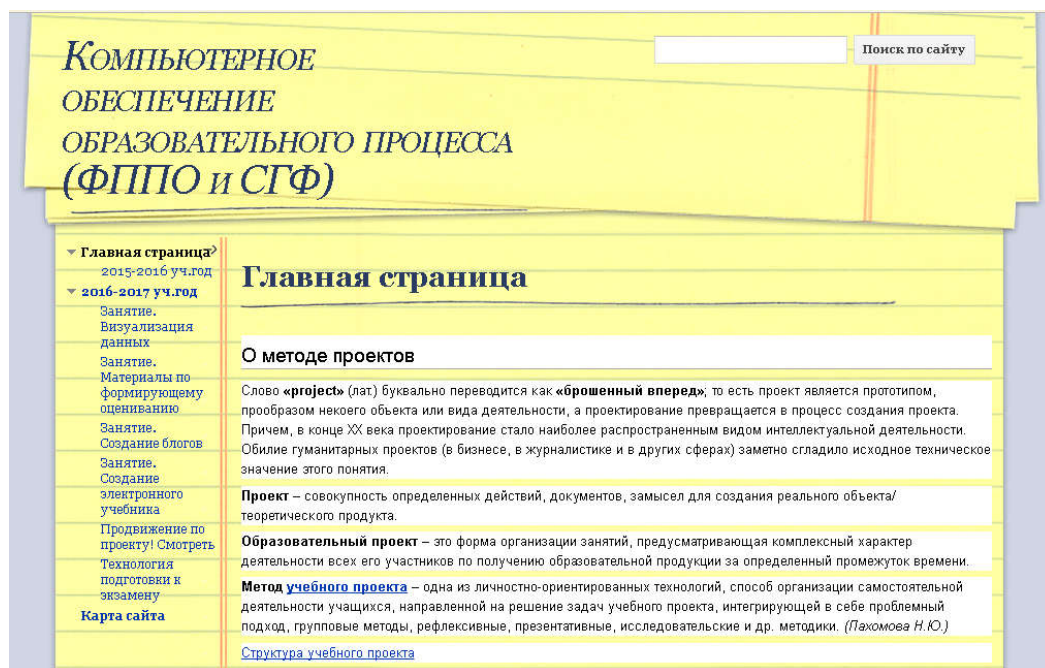 Компьютерное
обеспечение
образовательного процесса
(ФППО и СГФ)
Поиск по сайту
Главная страница
2015-2016 уч.год
2016-2017 уч.год
Занятие.
Визуализация
данных
Занятие.
Материалы по
формирующему
оцениванию
Занятие.
Создание блогов
Занятие.
Создание
электронного
учебника
Продвижение по
проекту! Смотреть
Технология
подготовки к
экзамену
Карта сайта
Главная страница
О методе проектов
Слово «project» (лат.) буквально переводится как «брошенный вперед»; то есть проект является прототипом,
прообразом некоего объекта или вида деятельности, а проектирование превращается в процесс создания проекта.
Причем, в конце XX века проектирование стало наиболее распространенным видом интеллектуальной деятельности.
Обилие гуманитарных проектов (в бизнесе, в журналистике и в других сферах) заметно сгладило исходное техническое
значение этого понятия.
Проект – совокупность определенных действий, документов, замысел для создания реального объекта/
теоретического продукта.
Образовательный проект – это форма организации занятий, предусматривающая комплексный характер
деятельности всех его участников по получению образовательной продукции за определенный промежуток времени.
Метод учебного проекта – одна из личностно-ориентированных технологий, способ организации самостоятельной
деятельности учащихся, направленной на решение задач учебного проекта, интегрирующей в себе проблемный
подход, групповые методы, рефлексивные, презентативные, исследовательские и др. методики. (Пахомова Н.Ю.)
Структура учебного проекта